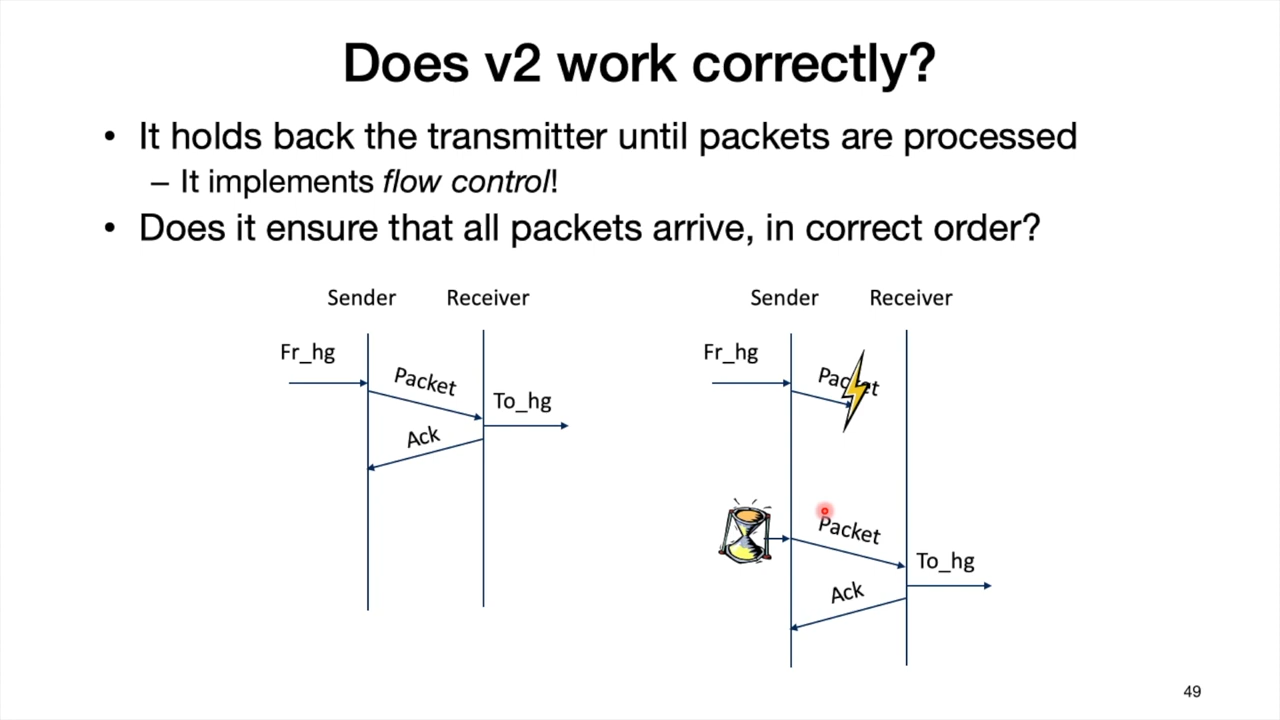 Does v2 work correctly?
• It holds back the transmitter until packets are processed
– It implements flow control!
• Does it ensure that all packets arrive, in correct order?
Sender Receiver
Fr_hg
Packet
To_hg
Ack
Sender Receiver
Fr_hg
Packet
Packet
To_hg
Ack
49